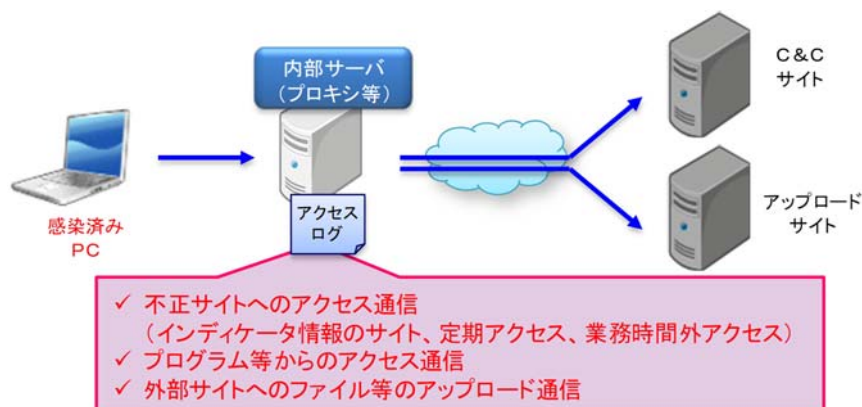 内部サーバ
（プロキシ等）
C＆C
サイト
感染済み
PC
アクセス
ログ
アップロード
サイト
✓ 不正サイトへのアクセス通信
（インディケータ情報のサイト、定期アクセス、業務時間外アクセス）
✓ プログラム等からのアクセス通信
✓ 外部サイトへのファイル等のアップロード通信